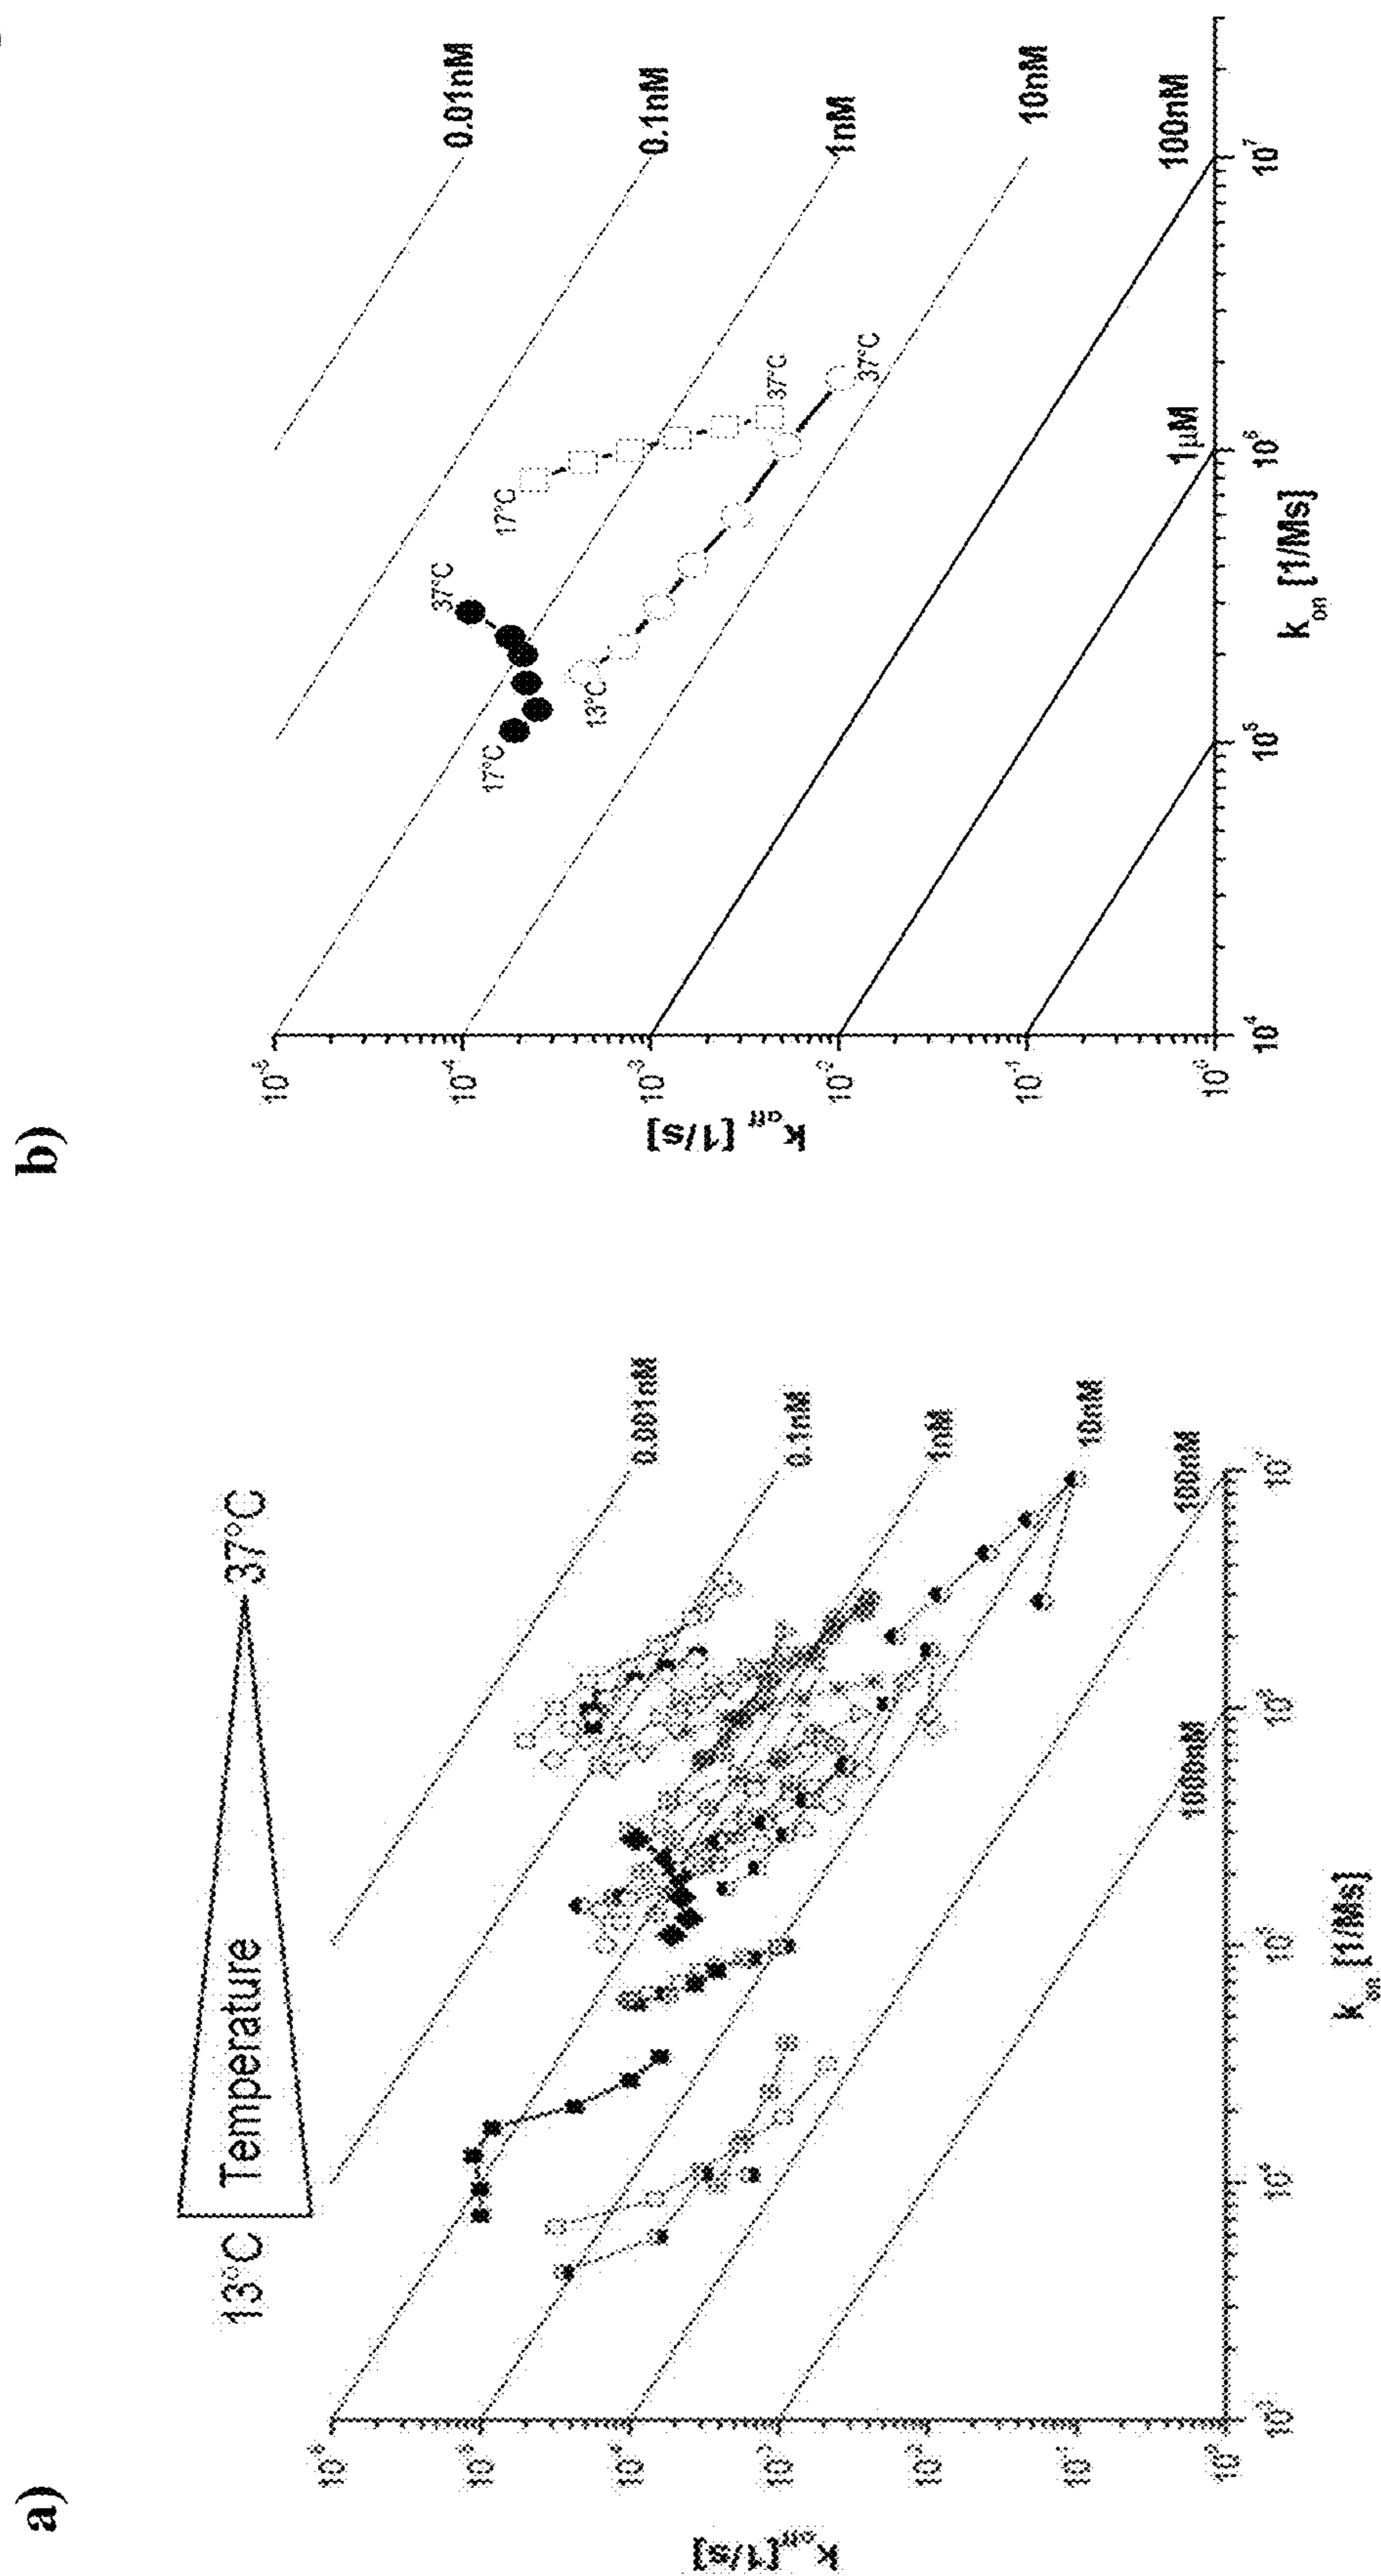 a)
13°C Temperature 37°C
k_off [1/s]
10^-6
10^-5
10^-4
10^-3
10^-1
10^0
0.001nM
0.1nM
1nM
10nM
100nM
1000nM
10^3
10^4
10^5
10^6
10^7
k_on [1/Ms]
b)
k_off [1/s]
10^-5
10^-4
10^-3
10^-2
10^-1
10^0
0.01nM
0.1nM
1nM
10nM
100nM
1µM
17°C
37°C
17°C
37°C
13°C
37°C
10^4
10^5
10^6
10^7
k_on [1/Ms]